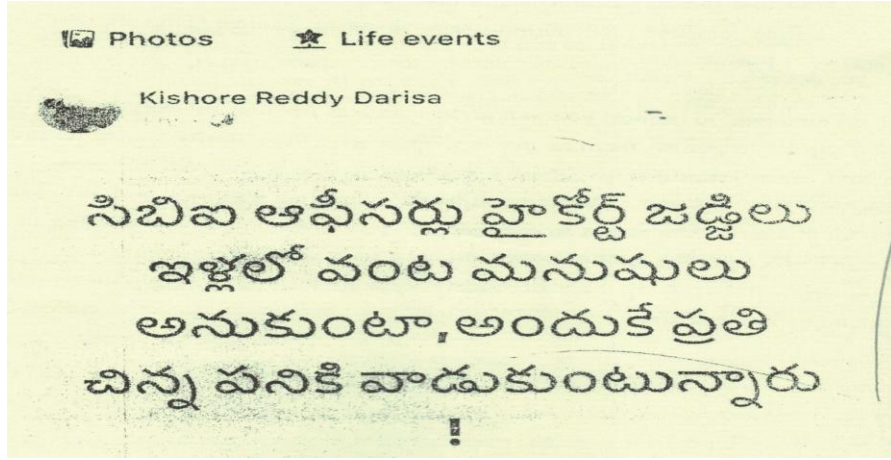 Photos Life events
Kishore Reddy Darisa
సిబిఐ ఆఫీసర్లు హైకోర్ట్ జడ్జిలు
ఇళ్లలో వంట మనుషులు
అనుకుంటా,అందుకే ప్రతి
చిన్న పనికి వాడుకుంటున్నారు
!